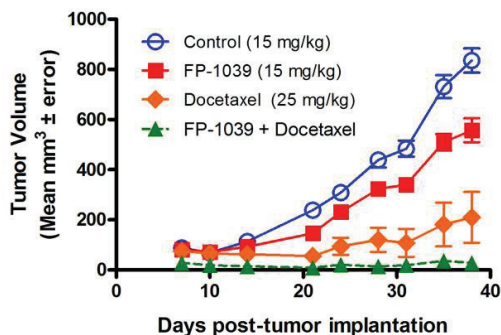 Tumor Volume
(Mean mm³ ± error)
1000
800
600
400
200
0
Control (15 mg/kg)
FP-1039 (15 mg/kg)
Docetaxel (25 mg/kg)
FP-1039 + Docetaxel
0 10 20 30 40
Days post-tumor implantation